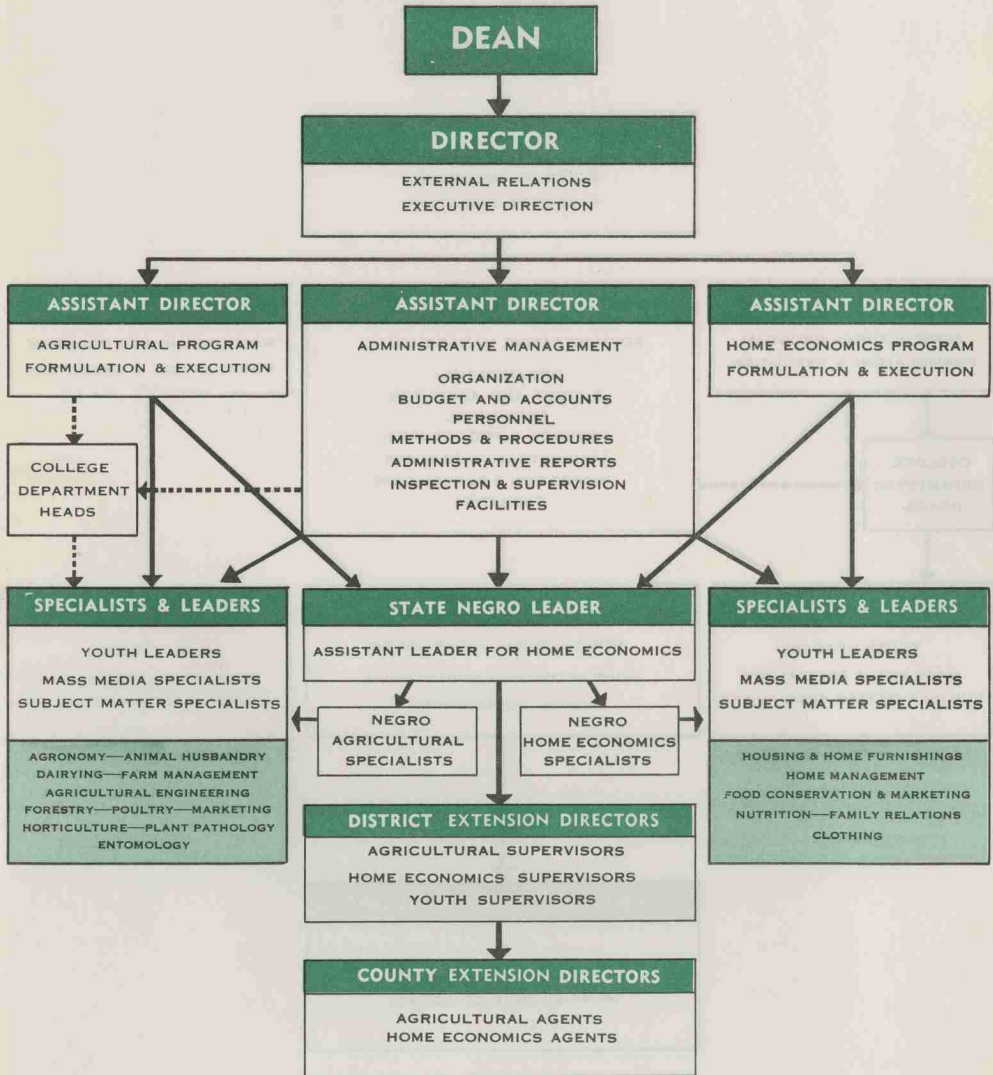 DEAN
DIRECTOR
EXTERNAL RELATIONS
EXECUTIVE DIRECTION
ASSISTANT DIRECTOR
AGRICULTURAL PROGRAM
FORMULATION & EXECUTION
ASSISTANT DIRECTOR
ADMINISTRATIVE MANAGEMENT
ORGANIZATION
BUDGET AND ACCOUNTS
PERSONNEL
METHODS & PROCEDURES
ADMINISTRATIVE REPORTS
INSPECTION & SUPERVISION
FACILITIES
ASSISTANT DIRECTOR
HOME ECONOMICS PROGRAM
FORMULATION & EXECUTION
COLLEGE
DEPARTMENT
HEADS
SPECIALISTS & LEADERS
YOUTH LEADERS
MASS MEDIA SPECIALISTS
SUBJECT MATTER SPECIALISTS
AGRONOMY—ANIMAL HUSBANDRY
DAIRYING—FARM MANAGEMENT
AGRICULTURAL ENGINEERING
FORESTRY—POULTRY—MARKETING
HORTICULTURE—PLANT PATHOLOGY
ENTOMOLOGY
STATE NEGRO LEADER
ASSISTANT LEADER FOR HOME ECONOMICS
NEGRO
AGRICULTURAL
SPECIALISTS
NEGRO
HOME ECONOMICS
SPECIALISTS
SPECIALISTS & LEADERS
YOUTH LEADERS
MASS MEDIA SPECIALISTS
SUBJECT MATTER SPECIALISTS
HOUSING & HOME FURNISHINGS
HOME MANAGEMENT
FOOD CONSERVATION & MARKETING
NUTRITION—FAMILY RELATIONS
CLOTHING
DISTRICT EXTENSION DIRECTORS
AGRICULTURAL SUPERVISORS
HOME ECONOMICS SUPERVISORS
YOUTH SUPERVISORS
COUNTY EXTENSION DIRECTORS
AGRICULTURAL AGENTS
HOME ECONOMICS AGENTS